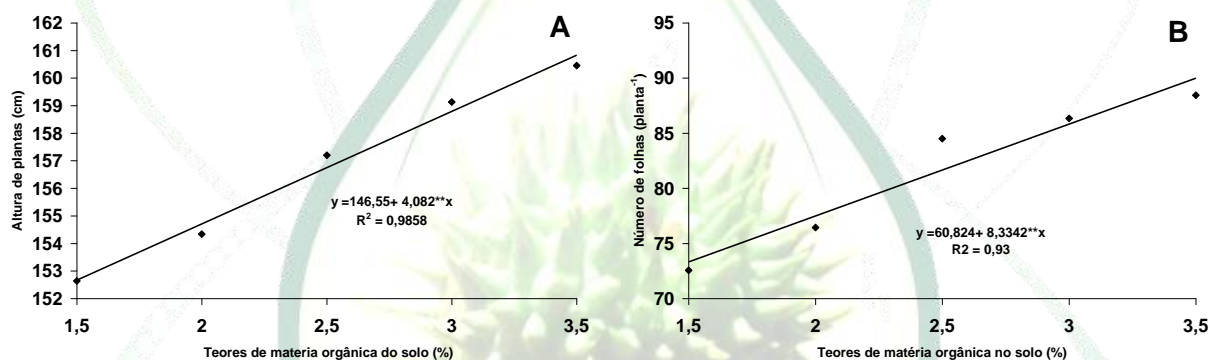 A
Altura de plantas (cm)
162
161
160
159
158
157
156
155
154
153
152
y =146,55+ 4,082**x
R² = 0,9858
1,5 2 2,5 3 3,5
Teores de materia orgânica do solo (%)
B
Número de folhas (planta⁻¹)
95
90
85
80
75
70
y =60,824+ 8,3342**x
R2 = 0,93
1,5 2 2,5 3 3,5
Teores de matéria orgânica no solo (%)